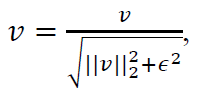 v = v / √(||v||₂² + ϵ²),